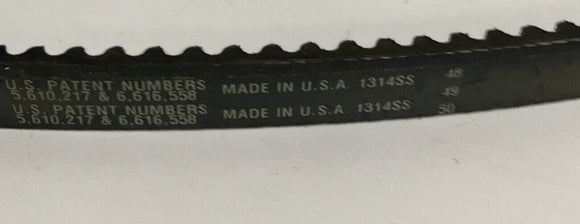 U.S. PATENT NUMBERS
5,610,217 & 6,616,558
MADE IN U.S.A. 1314SS
48
49
U.S. PATENT NUMBERS
5,610,217 & 6,616,558
MADE IN U.S.A. 1314SS
50